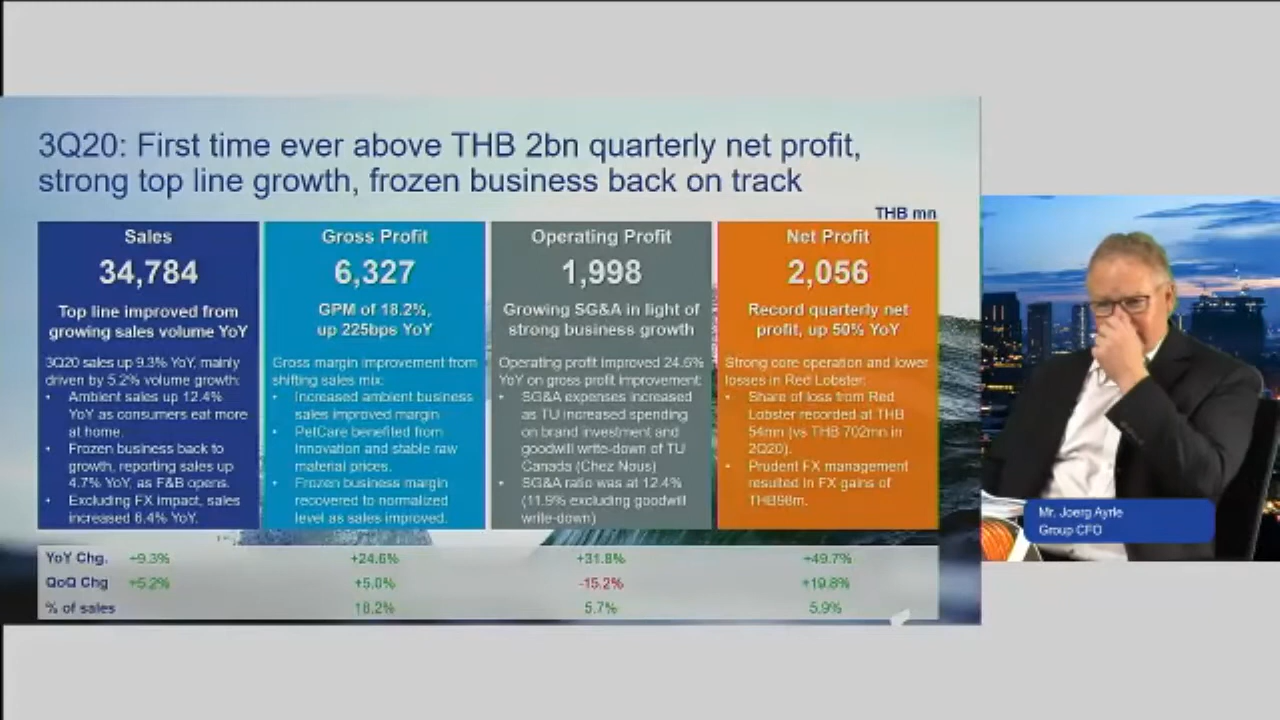 3Q20: First time ever above THB 2bn quarterly net profit,
strong top line growth, frozen business back on track
THB mn
Sales
34,784
Top line improved from
growing sales volume YoY
3Q20 sales up 9.3% YoY, mainly
driven by 5.2% volume growth:
• Ambient sales up 12.4%
YoY as consumers eat more
at home.
• Frozen business back to
growth, reporting sales up
4.7% YoY, as F&B opens.
• Excluding FX impact, sales
increased 6.4% YoY.
Gross Profit
6,327
GPM of 18.2%,
up 225bps YoY
Gross margin improvement from
shifting sales mix:
• Increased ambient business
sales improved margin
• PetCare benefited from
innovation and stable raw
material prices.
• Frozen business margin
recovered to normalized
level as sales improved.
Operating Profit
1,998
Growing SG&A in light of
strong business growth
Operating profit improved 24.6%
YoY on gross profit improvement:
• SG&A expenses increased
as TU increased spending
on brand investment and
goodwill write-down of TU
Canada (Chez Nous)
• SG&A ratio was at 12.4%
(11.9% excluding goodwill
write-down)
Net Profit
2,056
Record quarterly net
profit, up 50% YoY
Strong core operation and lower
losses in Red Lobster:
• Share of loss from Red
Lobster recorded at THB
54mn (vs THB 702mn in
2Q20).
• Prudent FX management
resulted in FX gains of
THB98m.
YoY Chg. +9.3% +24.6% +31.8% +49.7%
QoQ Chg +5.2% +5.0% -15.2% +19.8%
% of sales 18.2% 5.7% 5.9%
Mr. Joerg Ayrle
Group CFO